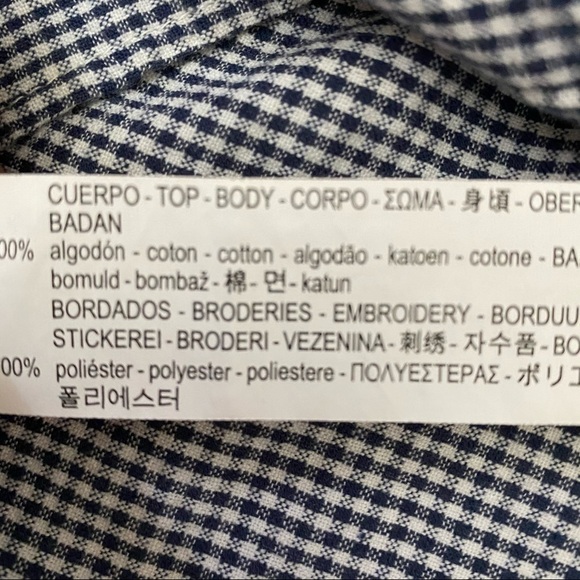 CUERPO - TOP - BODY - CORPO - ΣΩΜΑ - 身頃 - OBER
BADAN
00% algodón - coton - cotton - algodão - katoen - cotone - BA
bomuld - bombaž - 棉 - 면 - katun
BORDADOS - BRODERIES - EMBROIDERY - BORDUU
STICKEREI - BRODERI - VEZENINA - 刺绣 - 자수품 - BO
00% poliéster - polyester - poliestere - ΠΟΛΥΕΣΤΕΡΑΣ - ポリエ
폴리에스터